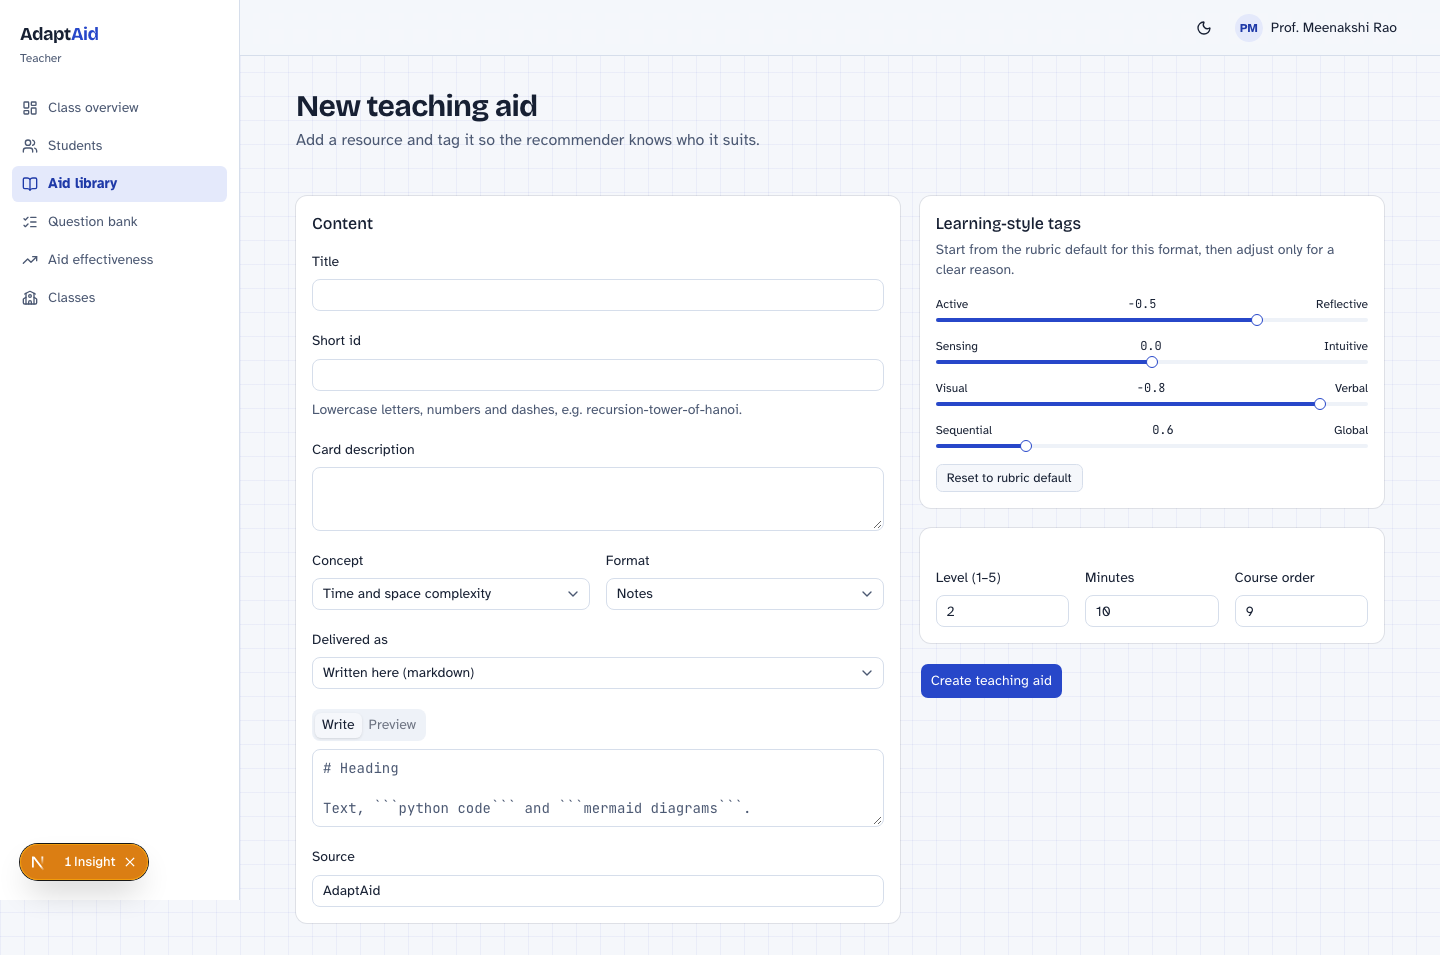 AdaptAid
Teacher
Class overview
Students
Aid library
Question bank
Aid effectiveness
Classes
1 Insight
PM Prof. Meenakshi Rao
New teaching aid
Add a resource and tag it so the recommender knows who it suits.
Content
Title
Short id
Lowercase letters, numbers and dashes, e.g. recursion-tower-of-hanoi.
Card description
Concept Format
Time and space complexity Notes
Delivered as
Written here (markdown)
Write Preview
# Heading
Text, ```python code``` and ```mermaid diagrams```.
Source
AdaptAid
Learning-style tags
Start from the rubric default for this format, then adjust only for a
clear reason.
Active -0.5 Reflective
Sensing 0.0 Intuitive
Visual -0.8 Verbal
Sequential 0.6 Global
Reset to rubric default
Level (1–5) Minutes Course order
2 10 9
Create teaching aid